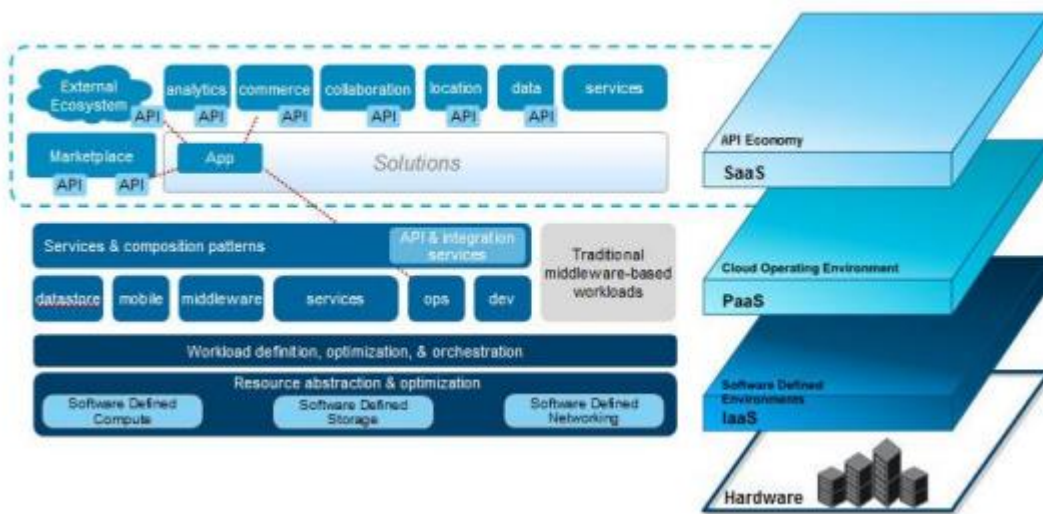 External
Ecosystem
API
analytics
API
commerce
API
collaboration
API
location
API
data
API
services
Marketplace
API
API
App
Solutions
Services & composition patterns
API & integration
services
Traditional
middleware-based
workloads
datastore
mobile
middleware
services
ops
dev
Workload definition, optimization, & orchestration
Resource abstraction & optimization
Software Defined
Compute
Software Defined
Storage
Software Defined
Networking
API Economy
SaaS
Cloud Operating Environment
PaaS
Software Defined
Environments
IaaS
Hardware